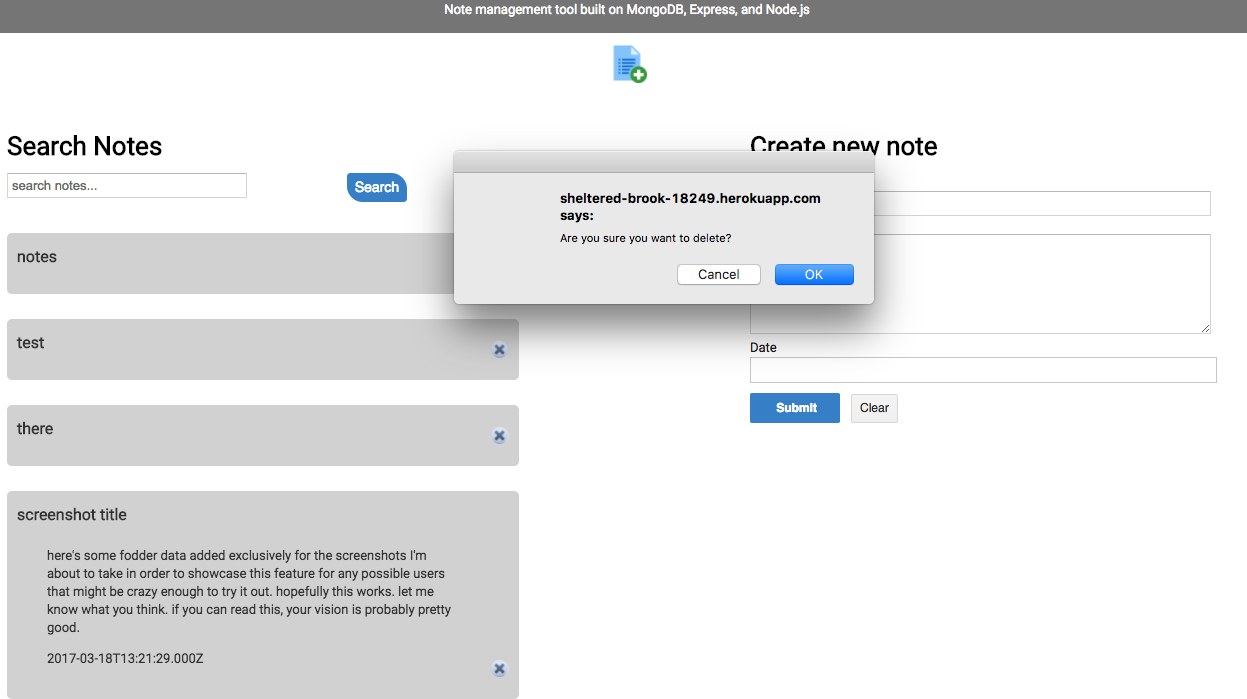 Note management tool built on MongoDB, Express, and Node.js
Search Notes
search notes...
Search
notes
test
there
screenshot title
here's some fodder data added exclusively for the screenshots I'm
about to take in order to showcase this feature for any possible users
that might be crazy enough to try it out. hopefully this works. let me
know what you think. if you can read this, your vision is probably pretty
good.
2017-03-18T13:21:29.000Z
sheltered-brook-18249.herokuapp.com
says:
Are you sure you want to delete?
Cancel
OK
Create new note
Date
Submit
Clear